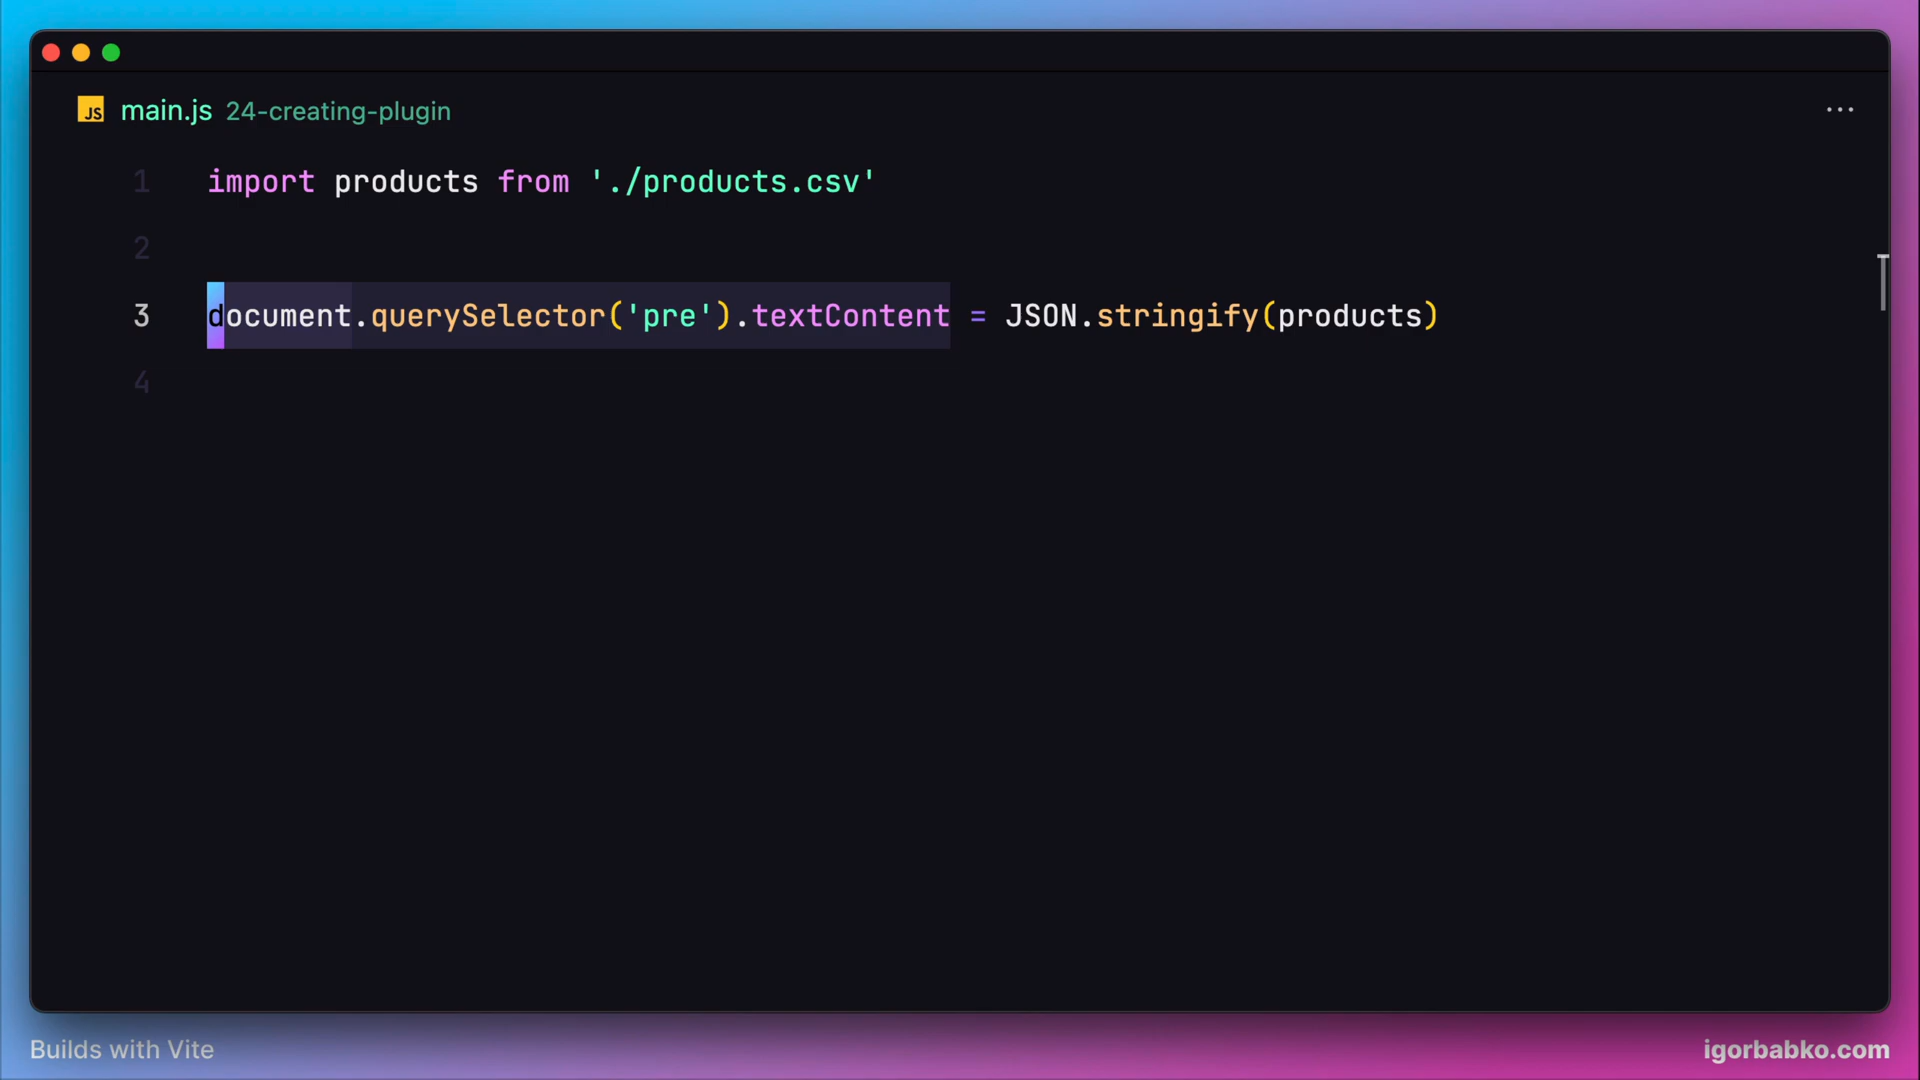 JS main.js 24-creating-plugin ...
1 import products from './products.csv'
2
3 document.querySelector('pre').textContent = JSON.stringify(products)
4
Builds with Vite
igorbabko.com